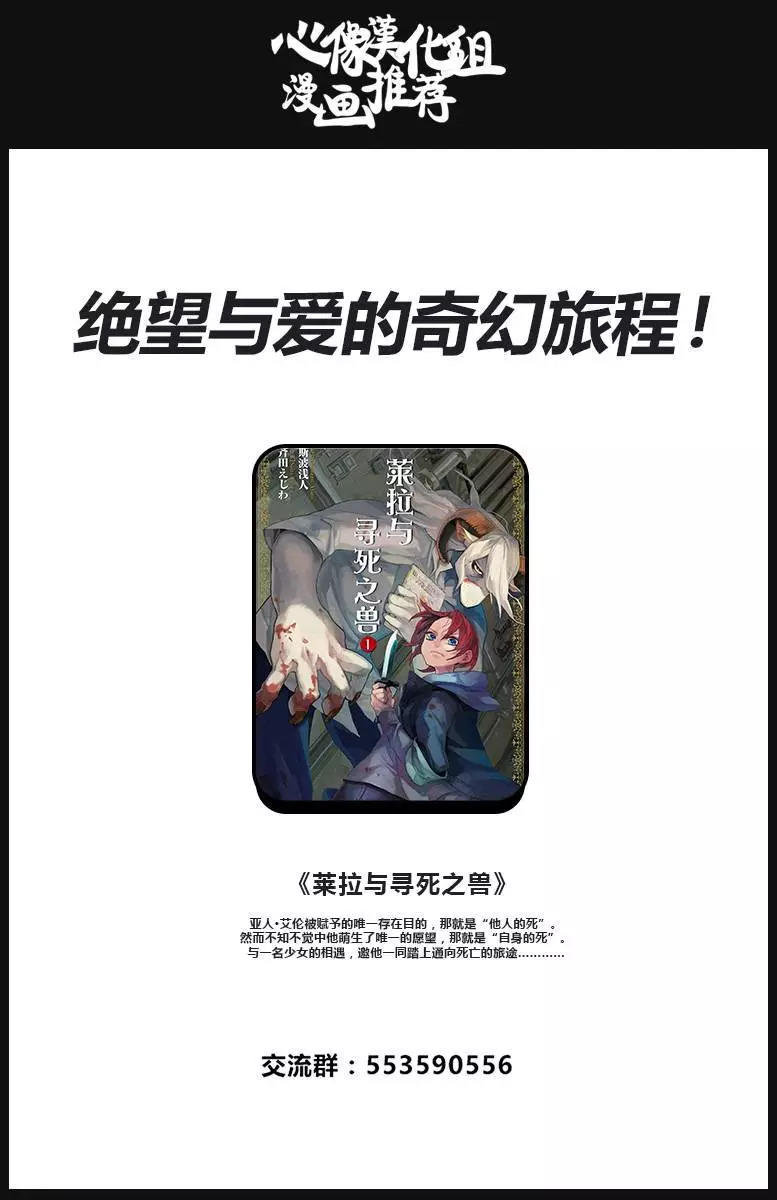 心像漢化組
漫画推荐
绝望与爱的奇幻旅程！
斯波浅人
斉田えじわ
莱拉与
寻死之兽
1
《莱拉与寻死之兽》
亚人•艾伦被赋予的唯一存在目的，那就是“他人的死”。
然而不知不觉中他萌生了唯一的愿望，那就是“自身的死”。
与一名少女的相遇，邀他一同踏上通向死亡的旅途…………
交流群：553590556